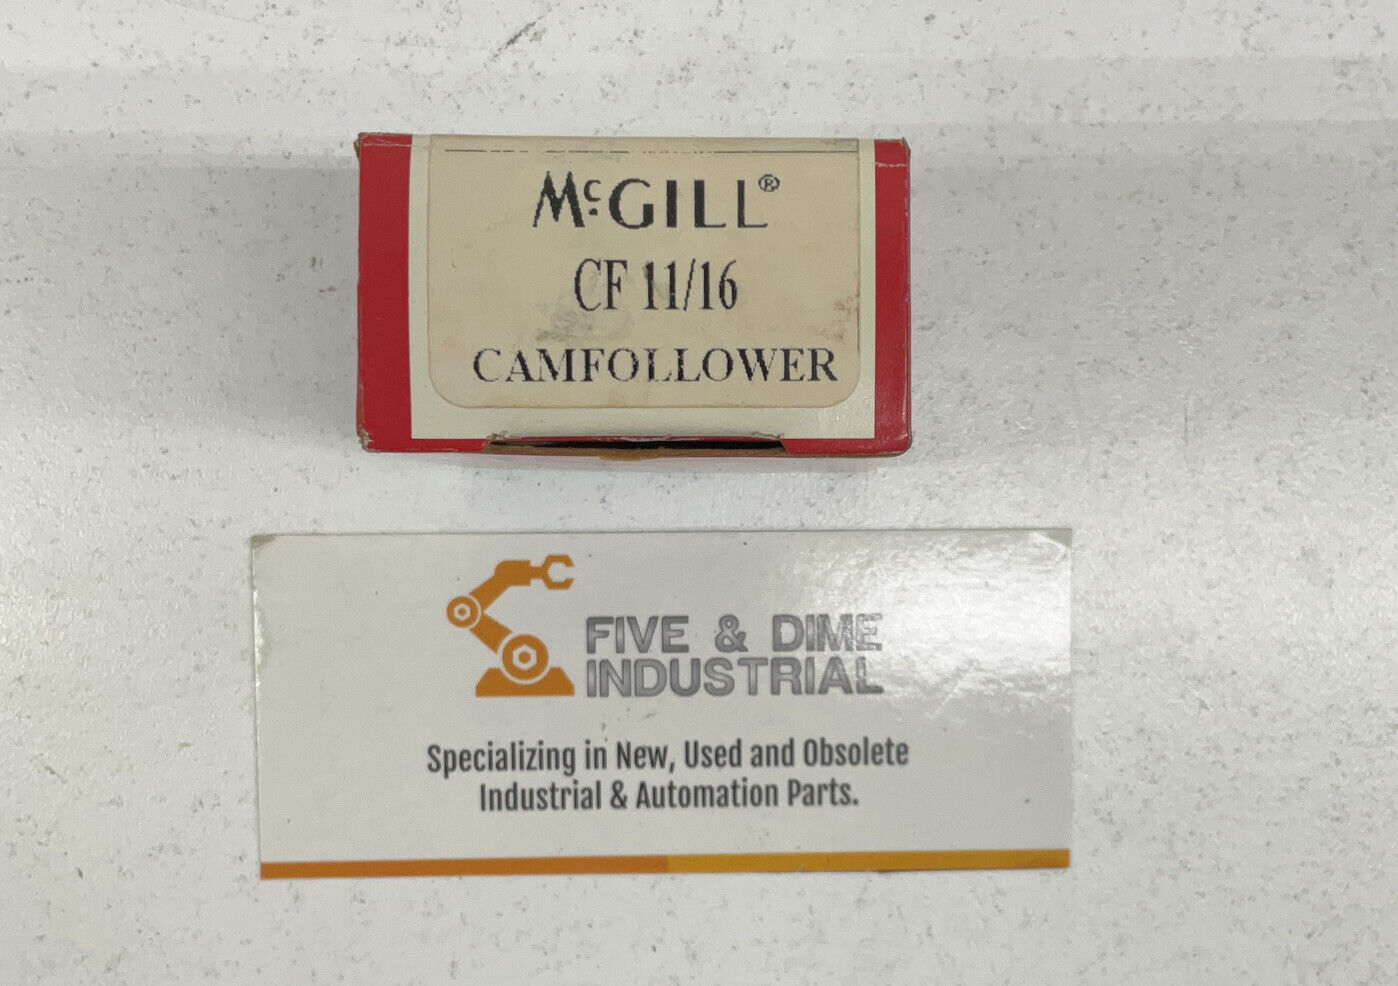 McGILL®
CF 11/16
CAMFOLLOWER
FIVE & DIME
INDUSTRIAL
Specializing in New, Used and Obsolete
Industrial & Automation Parts.